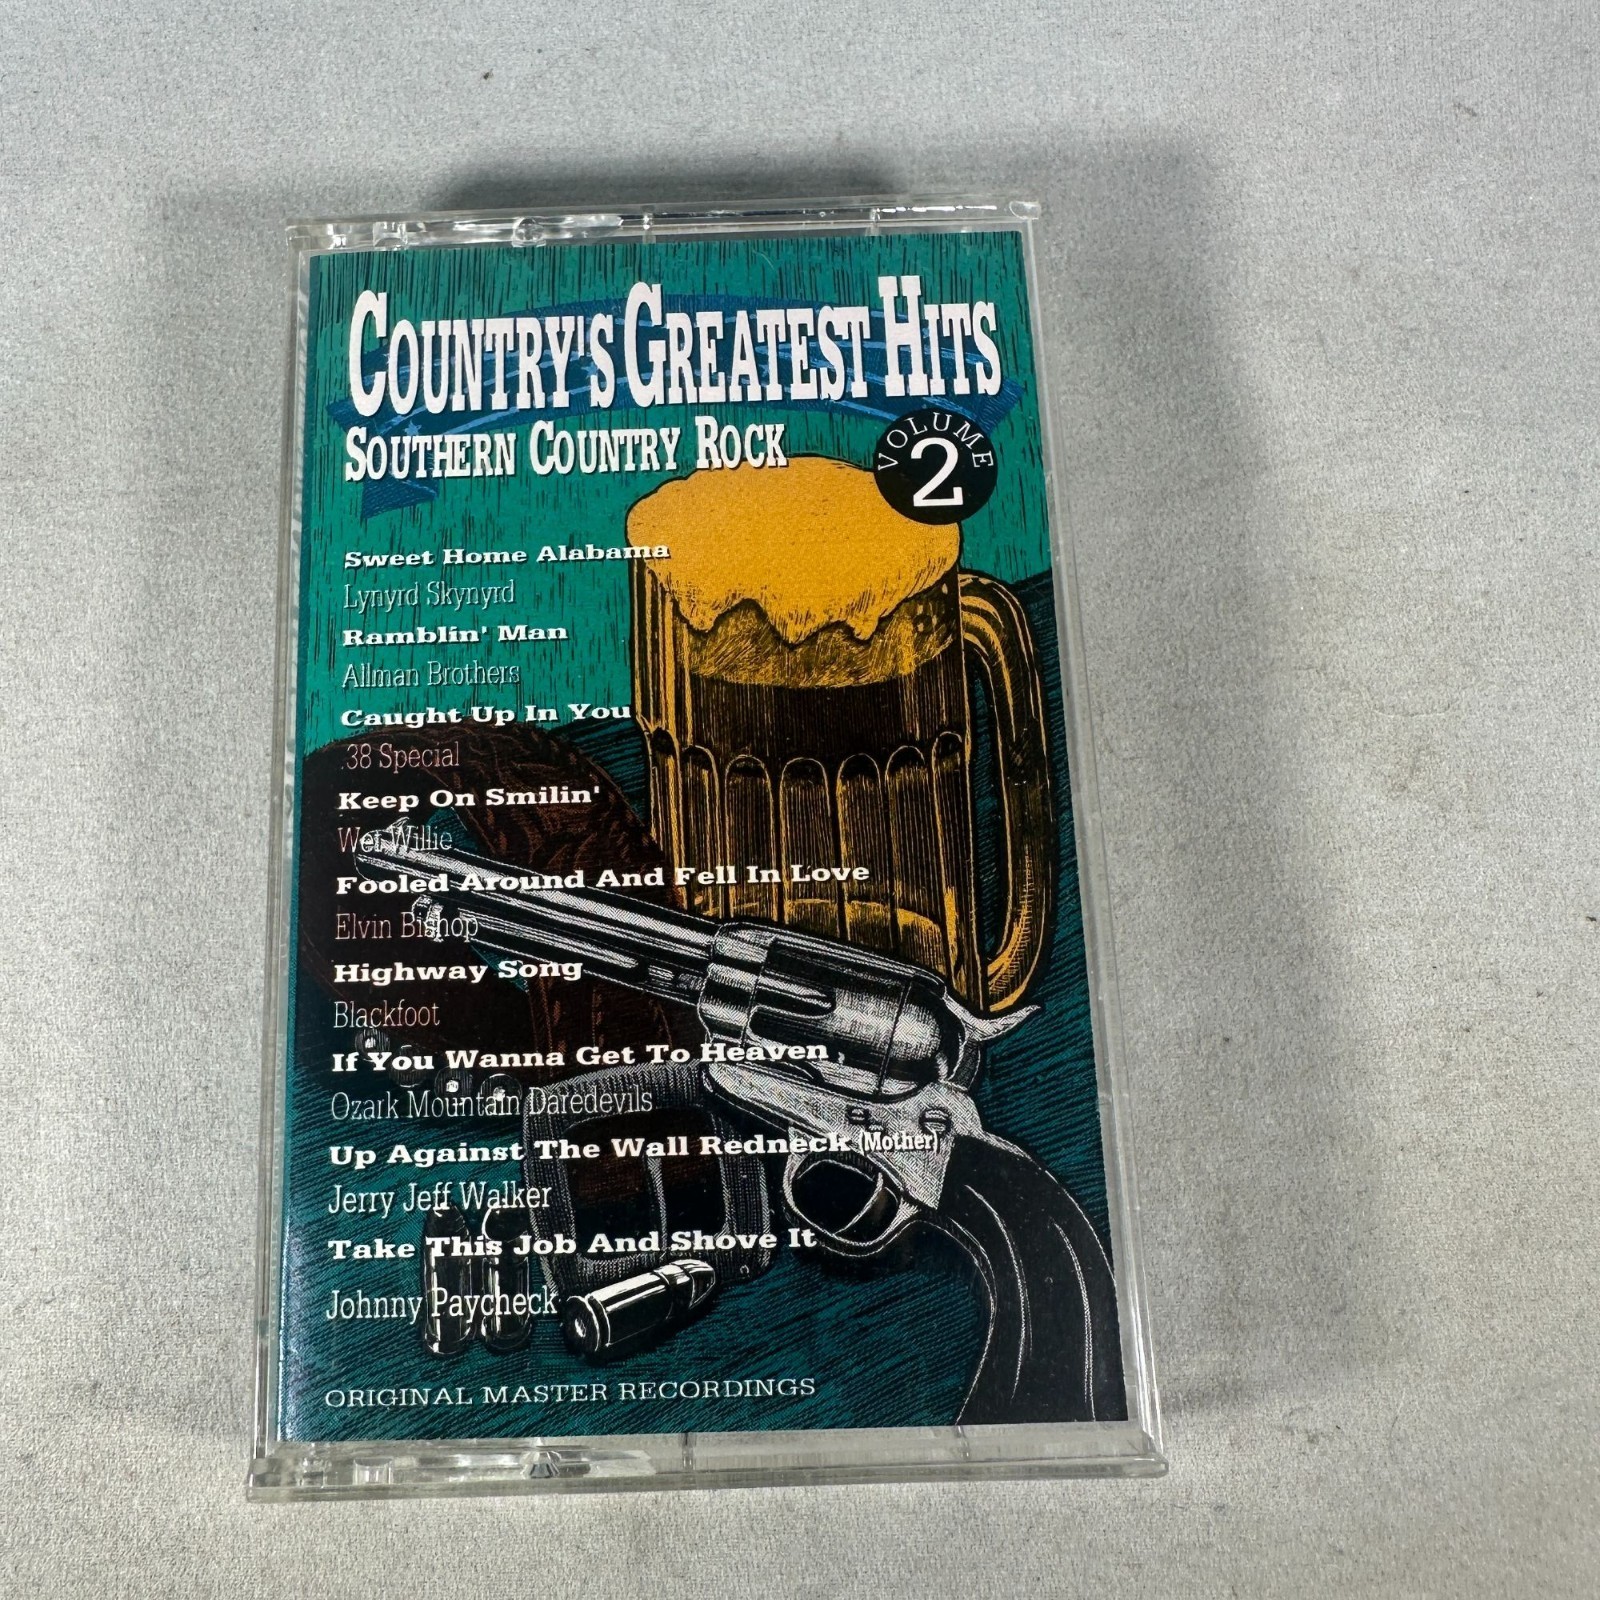 COUNTRY'S GREATEST HITS
SOUTHERN COUNTRY ROCK
VOLUME
2
Sweet Home Alabama
Lynyrd Skynyrd
Ramblin' Man
Allman Brothers
Caught Up In You
.38 Special
Keep On Smilin'
Wet Willie
Fooled Around And Fell In Love
Elvin Bishop
Highway Song
Blackfoot
If You Wanna Get To Heaven
Ozark Mountain Daredevils
Up Against The Wall Redneck (Mother)
Jerry Jeff Walker
Take This Job And Shove It
Johnny Paycheck
ORIGINAL MASTER RECORDINGS